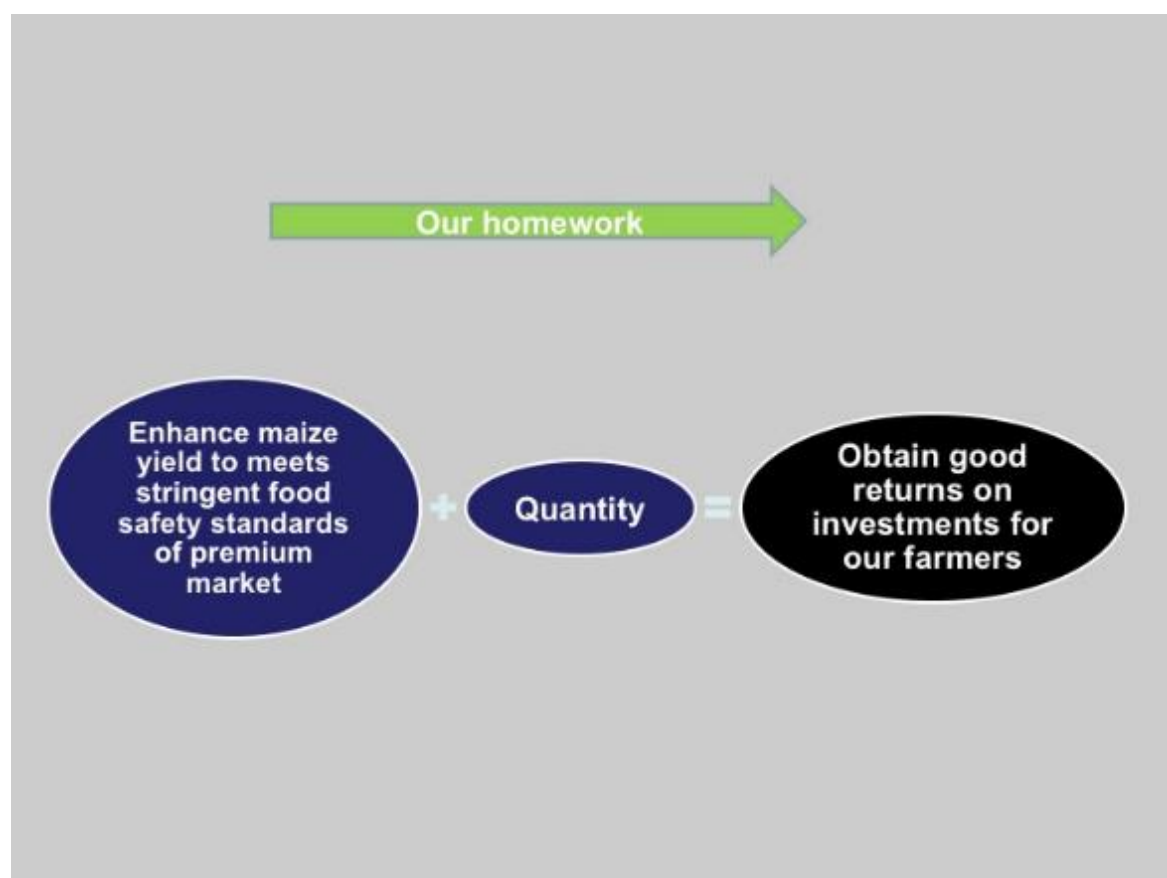 Our homework
Enhance maize
yield to meets
stringent food
safety standards
of premium
market
+
Quantity
=
Obtain good
returns on
investments for
our farmers